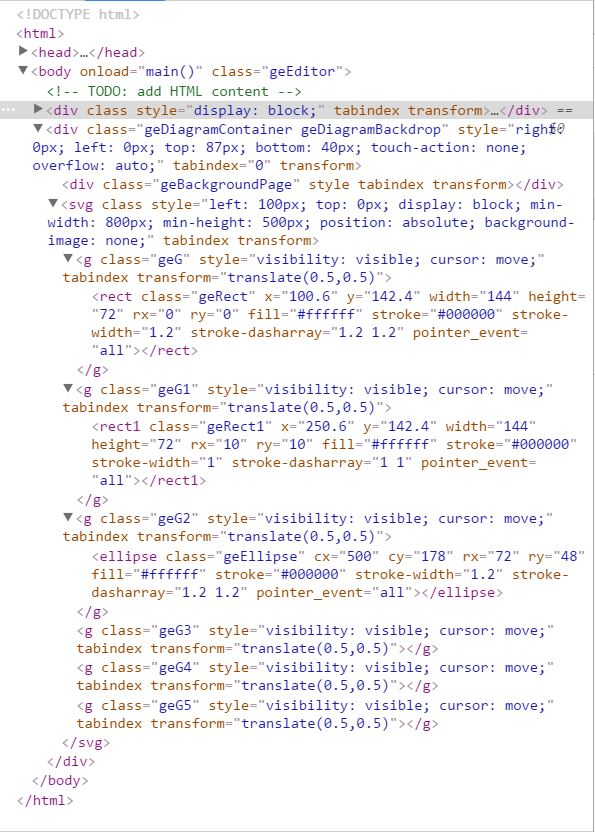 <!DOCTYPE html>
<html>
▶<head>…</head>
▼<body onload="main()" class="geEditor">
<!-- TODO: add HTML content -->
… ▶<div class style="display: block;" tabindex transform>…</div> ==
▼<div class="geDiagramContainer geDiagramBackdrop" style="right:
0px; left: 0px; top: 87px; bottom: 40px; touch-action: none;
overflow: auto;" tabindex="0" transform>
<div class="geBackgroundPage" style tabindex transform></div>
▼<svg class style="left: 100px; top: 0px; display: block; min-
width: 800px; min-height: 500px; position: absolute; background-
image: none;" tabindex transform>
▼<g class="geG" style="visibility: visible; cursor: move;"
tabindex transform="translate(0.5,0.5)">
<rect class="geRect" x="100.6" y="142.4" width="144" height=
"72" rx="0" ry="0" fill="#ffffff" stroke="#000000" stroke-
width="1.2" stroke-dasharray="1.2 1.2" pointer_event=
"all"></rect>
</g>
▼<g class="geG1" style="visibility: visible; cursor: move;"
tabindex transform="translate(0.5,0.5)">
<rect1 class="geRect1" x="250.6" y="142.4" width="144"
height="72" rx="10" ry="10" fill="#ffffff" stroke="#000000"
stroke-width="1" stroke-dasharray="1 1" pointer_event=
"all"></rect1>
</g>
▼<g class="geG2" style="visibility: visible; cursor: move;"
tabindex transform="translate(0.5,0.5)">
<ellipse class="geEllipse" cx="500" cy="178" rx="72" ry="48"
fill="#ffffff" stroke="#000000" stroke-width="1.2" stroke-
dasharray="1.2 1.2" pointer_event="all"></ellipse>
</g>
<g class="geG3" style="visibility: visible; cursor: move;"
tabindex transform="translate(0.5,0.5)"></g>
<g class="geG4" style="visibility: visible; cursor: move;"
tabindex transform="translate(0.5,0.5)"></g>
<g class="geG5" style="visibility: visible; cursor: move;"
tabindex transform="translate(0.5,0.5)"></g>
</svg>
</div>
</body>
</html>